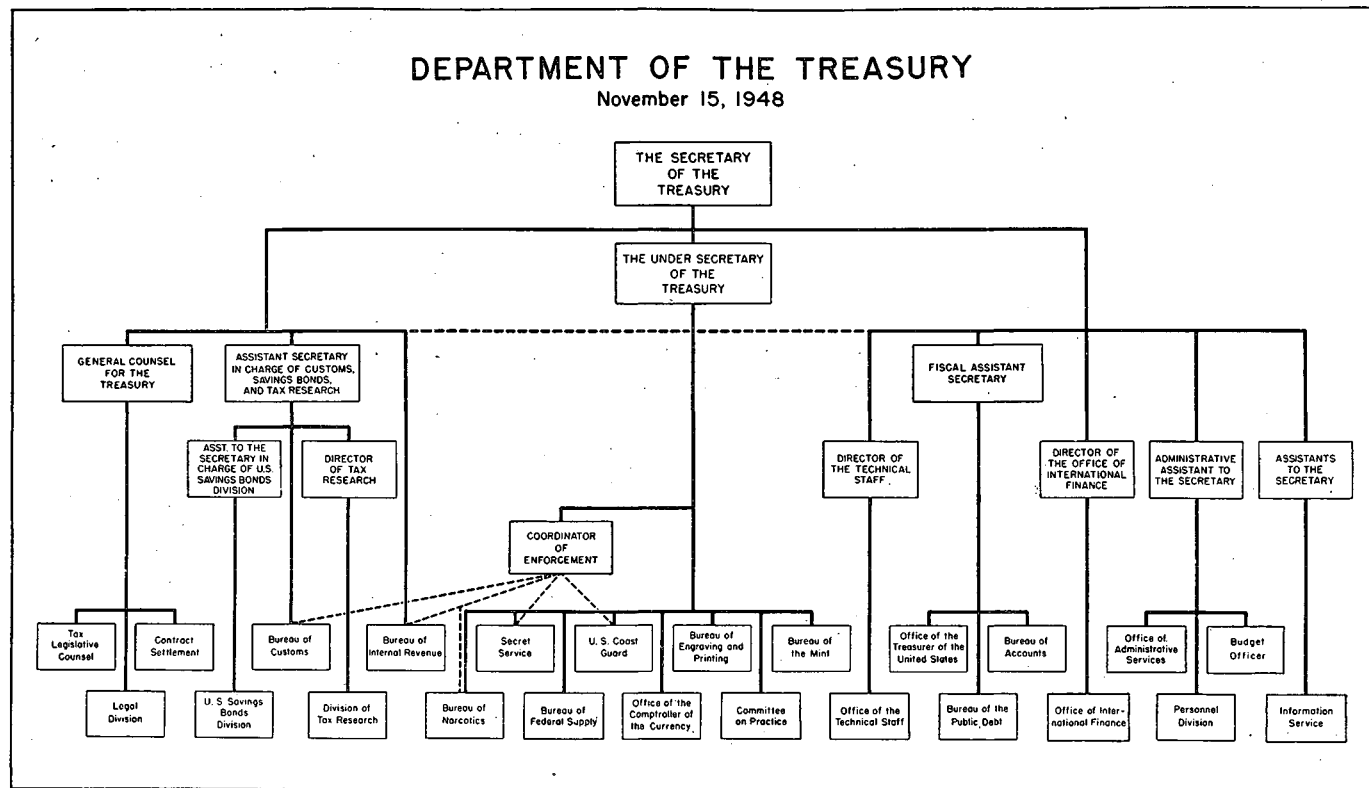 DEPARTMENT OF THE TREASURY
November 15, 1948
THE SECRETARY
OF THE
TREASURY
THE UNDER SECRETARY
OF THE
TREASURY
GENERAL COUNSEL
FOR THE
TREASURY
ASSISTANT SECRETARY
IN CHARGE OF CUSTOMS,
SAVINGS BONDS,
AND TAX RESEARCH
FISCAL ASSISTANT
SECRETARY
ASST. TO THE
SECRETARY IN
CHARGE OF U.S.
SAVINGS BONDS
DIVISION
DIRECTOR
OF TAX
RESEARCH
DIRECTOR OF
THE TECHNICAL
STAFF
DIRECTOR OF
THE OFFICE OF
INTERNATIONAL
FINANCE
ADMINISTRATIVE
ASSISTANT TO
THE SECRETARY
ASSISTANTS
TO THE
SECRETARY
COORDINATOR
OF
ENFORCEMENT
Tax
Legislative
Counsel
Contract
Settlement
Bureau of
Customs
Bureau of
Internal Revenue
Secret
Service
U. S. Coast
Guard
Bureau of
Engraving and
Printing
Bureau of
the Mint
Office of the
Treasurer of the
United States
Bureau of
Accounts
Office of
Administrative
Services
Budget
Officer
Legal
Division
U. S Savings
Bonds
Division
Division of
Tax Research
Bureau of
Narcotics
Bureau of
Federal Supply
Office of the
Comptroller of
the Currency
Committee
on Practice
Office of the
Technical Staff
Bureau of the
Public Debt
Office of Inter-
national Finance
Personnel
Division
Information
Service